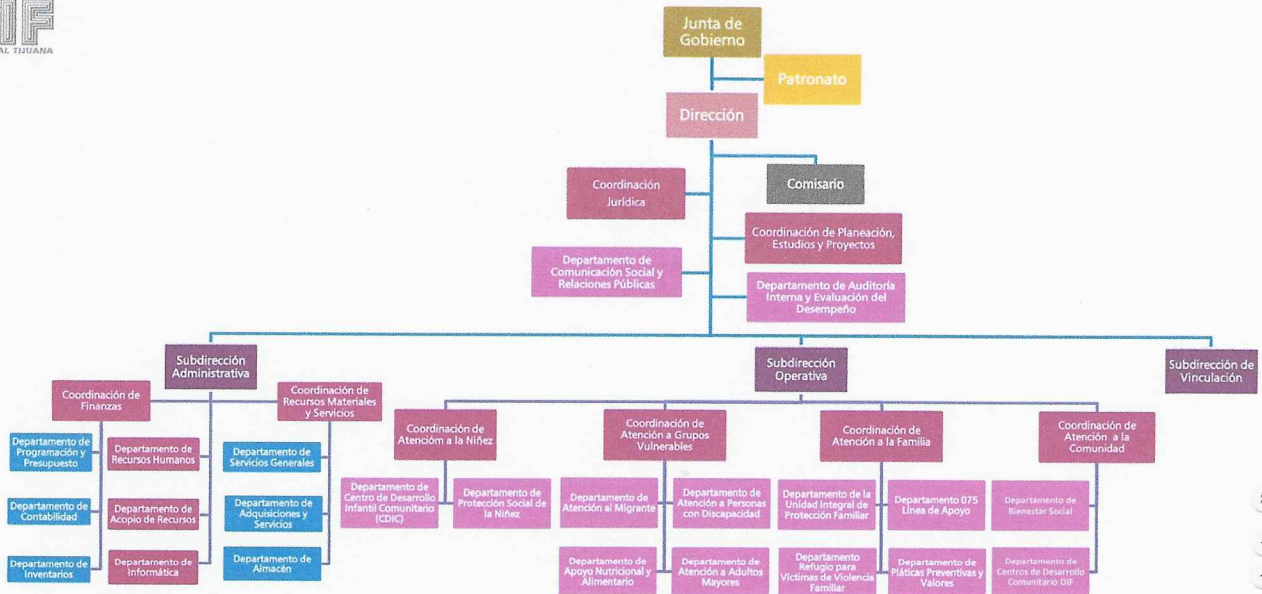 DIF
AL TIJUANA
Junta de
Gobierno
Patronato
Dirección
Comisario
Coordinación
Jurídica
Coordinación de Planeación,
Estudios y Proyectos
Departamento de
Comunicación Social y
Relaciones Públicas
Departamento de Auditoría
Interna y Evaluación del
Desempeño
Subdirección
Administrativa
Subdirección
Operativa
Subdirección de
Vinculación
Coordinación de
Finanzas
Coordinación de
Recursos Materiales
y Servicios
Departamento de
Programación y
Presupuesto
Departamento de
Recursos Humanos
Departamento de
Servicios Generales
Departamento de
Contabilidad
Departamento de
Acopio de Recursos
Departamento de
Adquisiciones y
Servicios
Departamento de
Inventarios
Departamento de
Informática
Departamento de
Almacén
Coordinación de
Atencióm a la Niñez
Coordinación de
Atención a Grupos
Vulnerables
Coordinación de
Atención a la Familia
Coordinación de
Atención a la
Comunidad
Departamento de
Centro de Desarrollo
Infantil Comunitario
(CDIC)
Departamento de
Protección Social de
la Niñez
Departamento de
Atención al Migrante
Departamento de
Atención a Personas
con Discapacidad
Departamento de la
Unidad Integral de
Protección Familiar
Departamento 075
Línea de Apoyo
Departamento de
Bienestar Social
Departamento de
Apoyo Nutricional y
Alimentario
Departamento de
Atención a Adultos
Mayores
Departamento
Refugio para
Víctimas de Violencia
Familiar
Departamento de
Pláticas Preventivas y
Valores
Departamento de
Centros de Desarrollo
Comunitario DIF